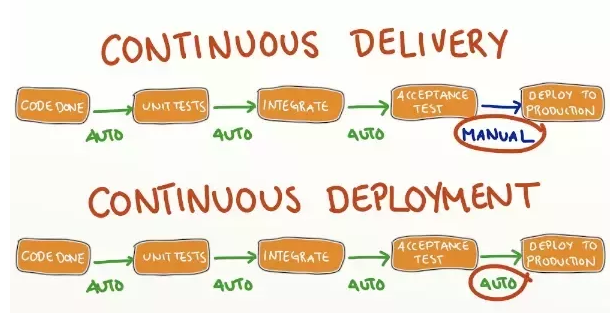 CONTINUOUS DELIVERY
CODE DONE
UNIT TESTS
INTEGRATE
ACCEPTANCE
TEST
DEPLOY TO
PRODUCTION
AUTO
AUTO
AUTO
MANUAL
CONTINUOUS DEPLOYMENT
CODE DONE
UNIT TESTS
INTEGRATE
ACCEPTANCE
TEST
DEPLOY TO
PRODUCTION
AUTO
AUTO
AUTO
AUTO